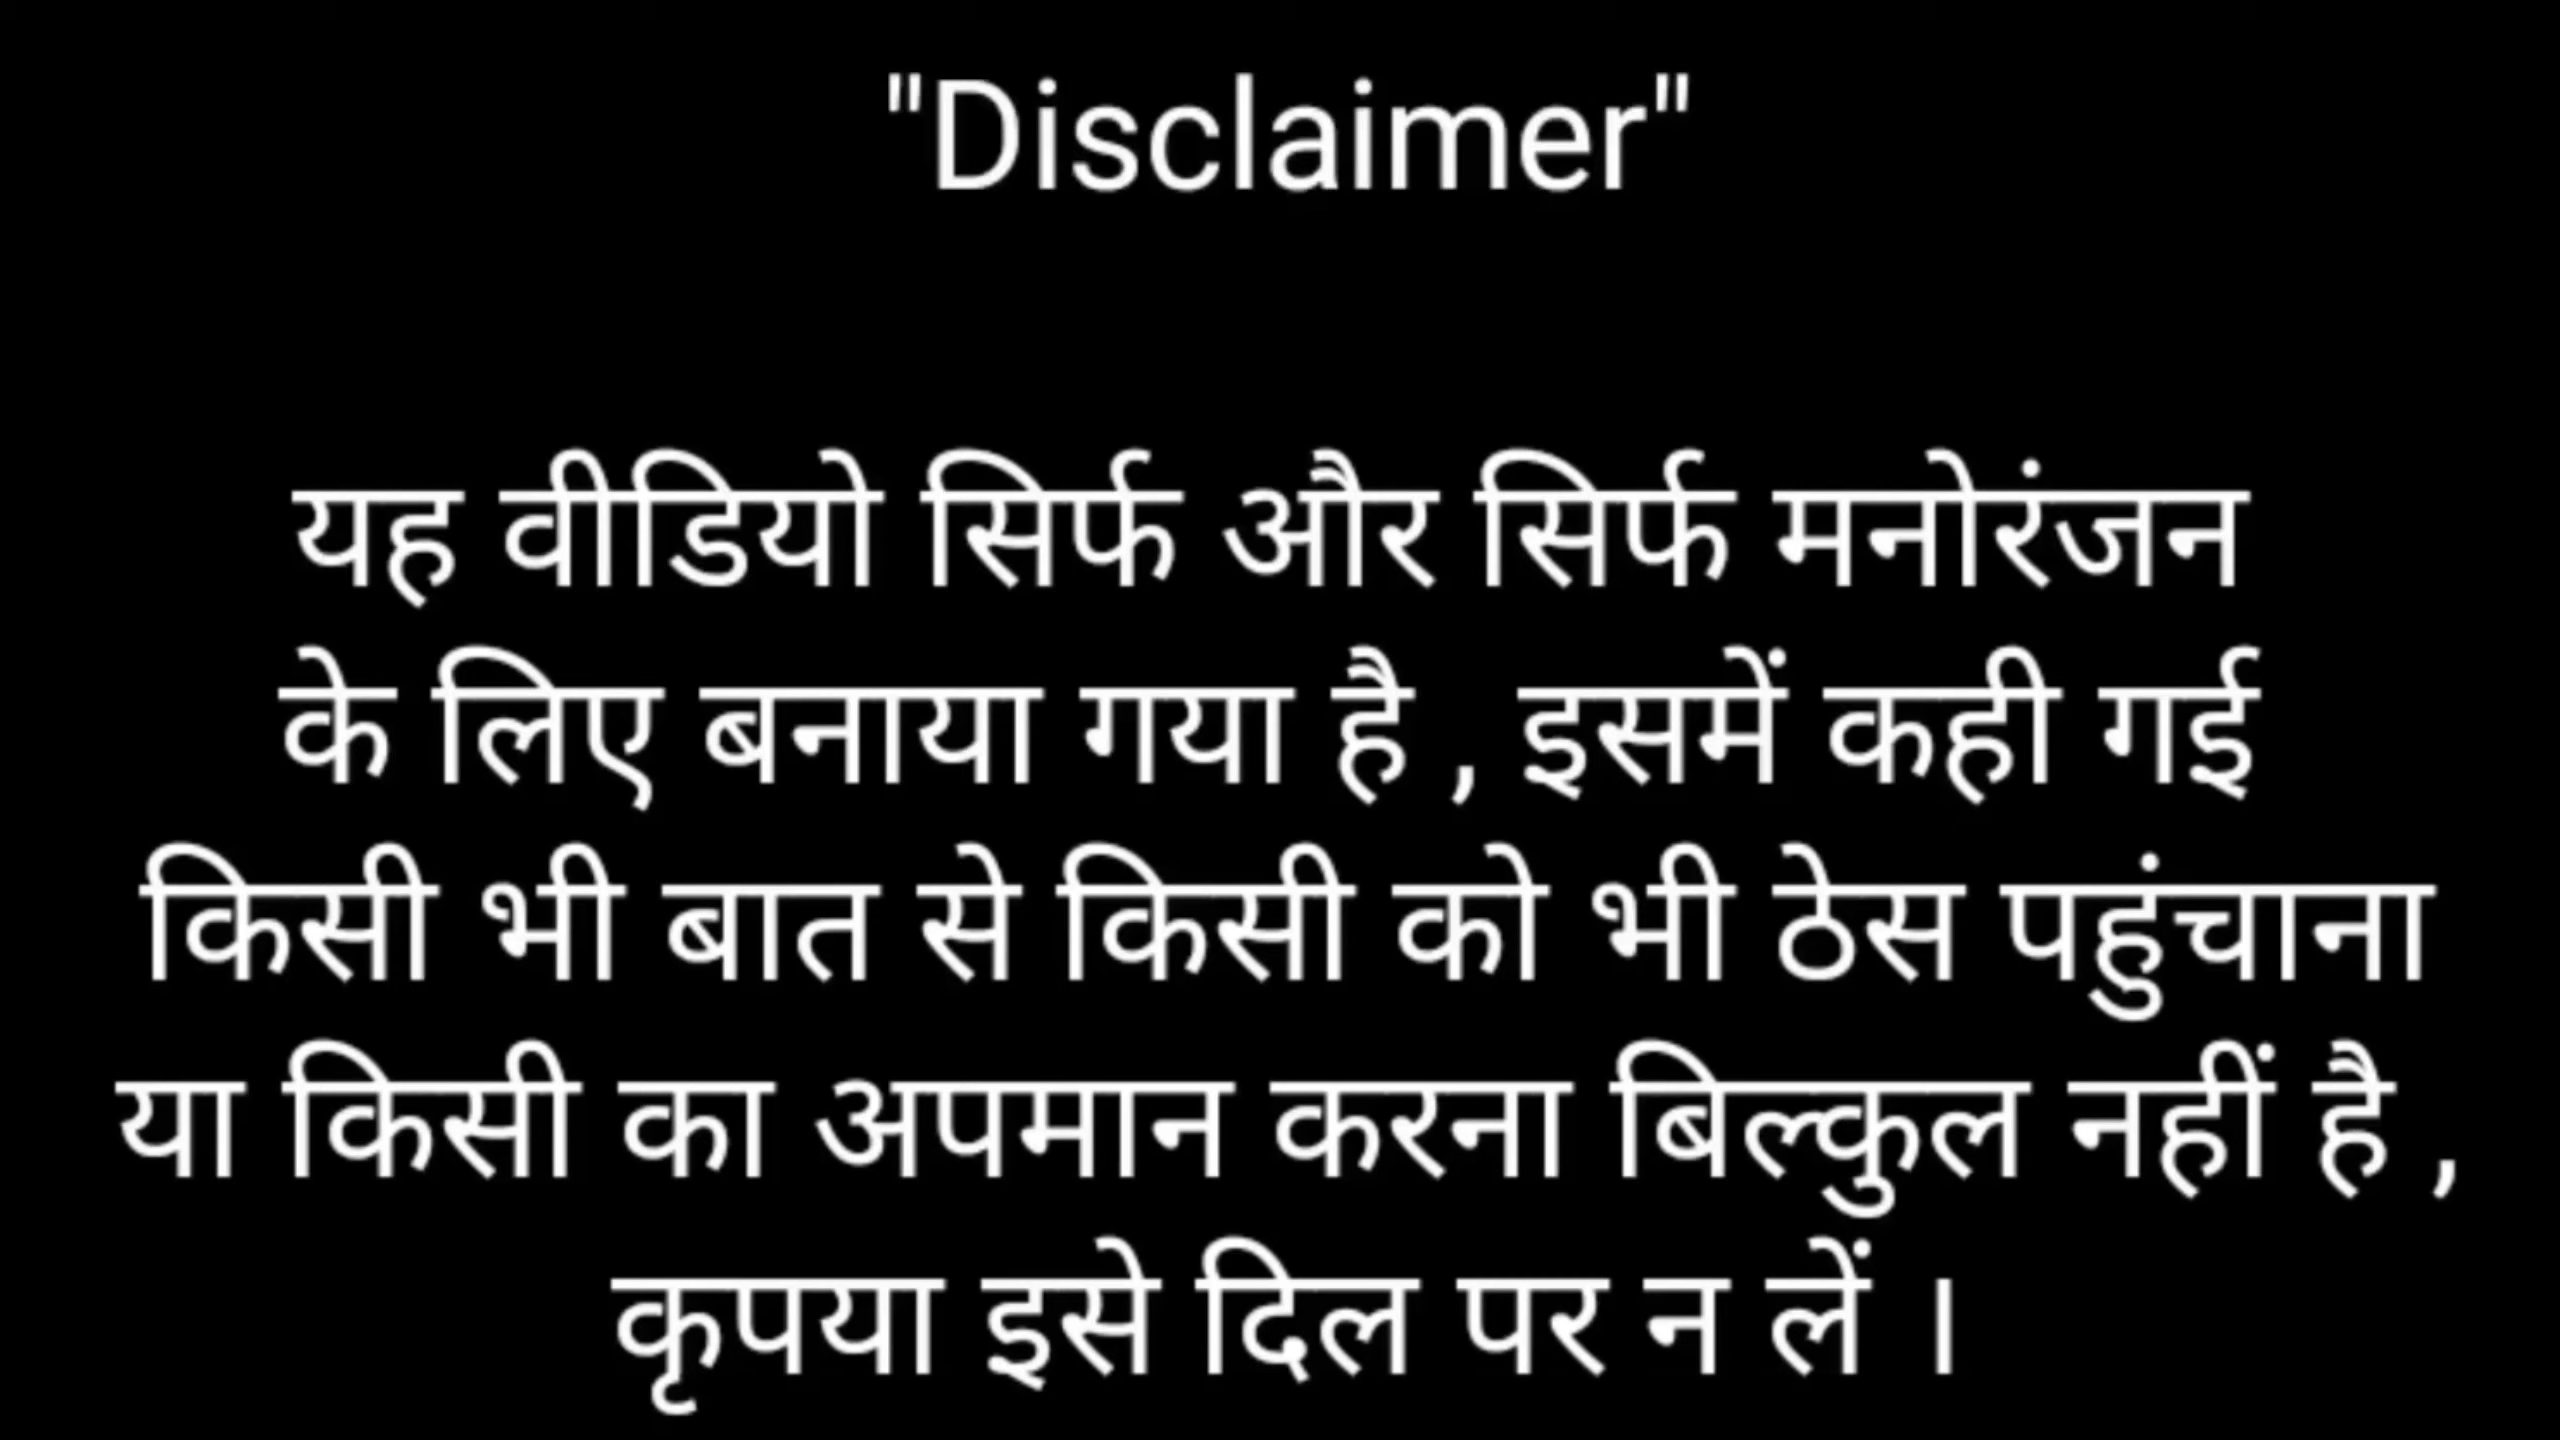 "Disclaimer"
यह वीडियो सिर्फ और सिर्फ मनोरंजन
के लिए बनाया गया है , इसमें कही गई
किसी भी बात से किसी को भी ठेस पहुंचाना
या किसी का अपमान करना बिल्कुल नहीं है ,
कृपया इसे दिल पर न लें ।